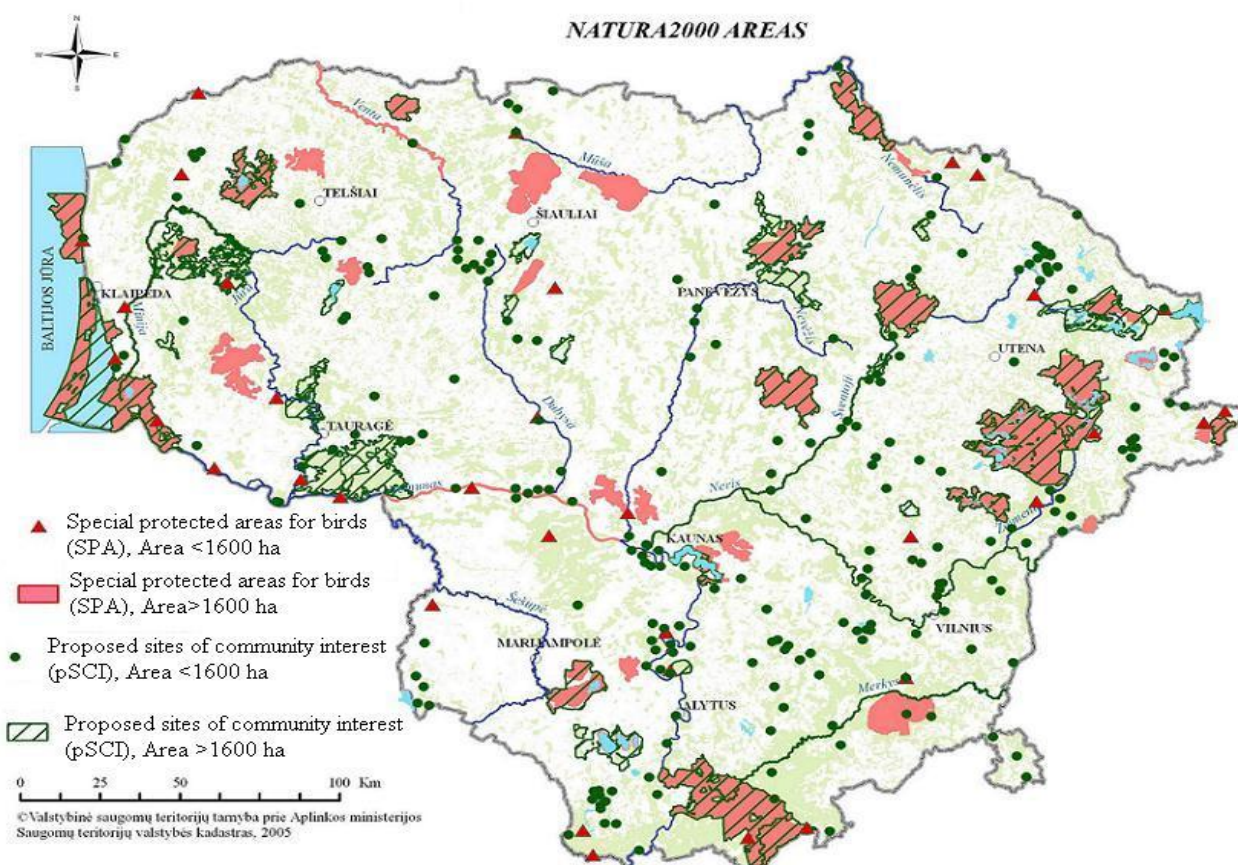 NATURA2000 AREAS
N
W
E
S
Venta
Mūša
Nemunėlis
TELŠIAI
ŠIAULIAI
BALTIJOS JŪRA
KLAIPĖDA
Minija
Jūra
PANEVĖŽYS
Nevėžis
UTENA
Šventoji
Dubysa
TAURAGĖ
Nemunas
Neris
Žeimena
KAUNAS
Special protected areas for birds
(SPA), Area <1600 ha
Special protected areas for birds
(SPA), Area>1600 ha
Šešupė
MARIJAMPOLĖ
VILNIUS
Proposed sites of community interest
(pSCI), Area <1600 ha
Merkys
ALYTUS
Proposed sites of community interest
(pSCI), Area >1600 ha
0 25 50 100 Km
©Valstybinė saugomų teritorijų tarnyba prie Aplinkos ministerijos
Saugomų teritorijų valstybės kadastras, 2005